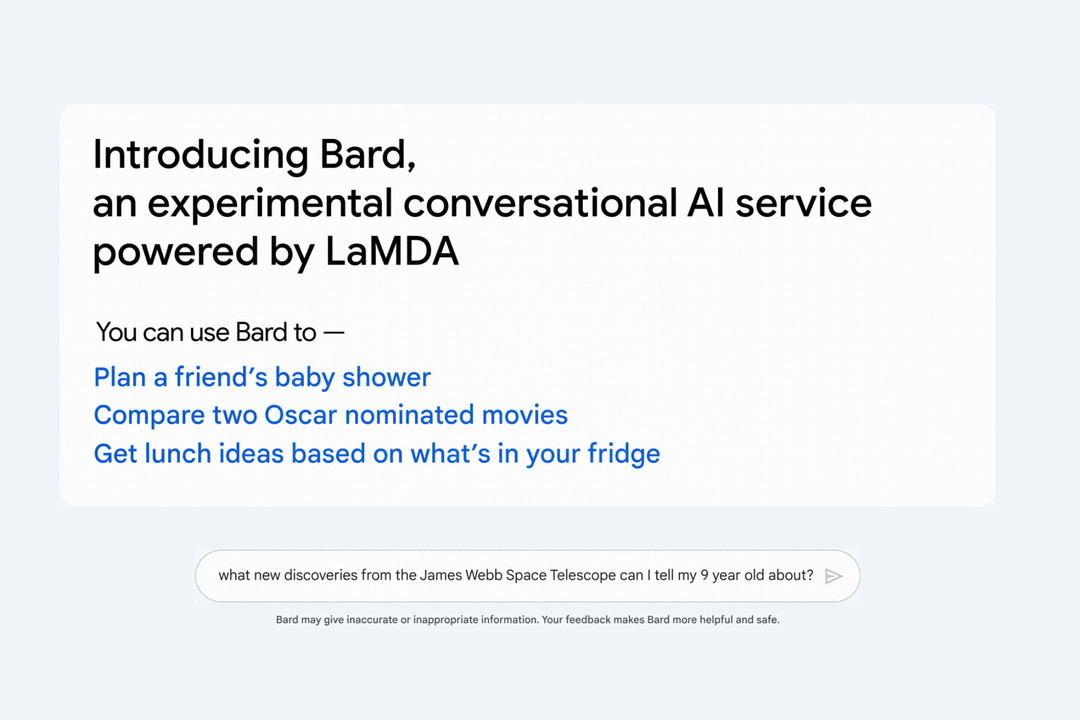 Introducing Bard,
an experimental conversational AI service
powered by LaMDA
You can use Bard to —
Plan a friend’s baby shower
Compare two Oscar nominated movies
Get lunch ideas based on what’s in your fridge
what new discoveries from the James Webb Space Telescope can I tell my 9 year old about?
Bard may give inaccurate or inappropriate information. Your feedback makes Bard more helpful and safe.